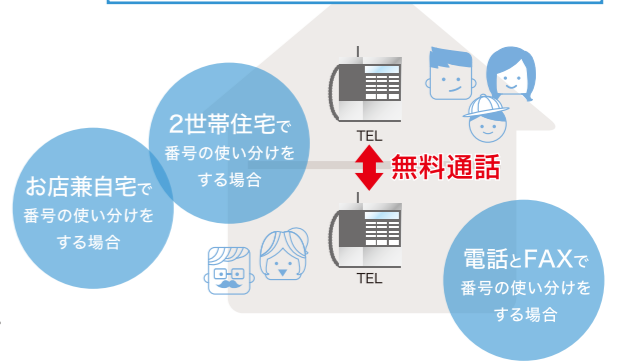 TEL
無料通話
TEL
2世帯住宅で
番号の使い分けを
する場合
お店兼自宅で
番号の使い分けを
する場合
電話とFAXで
番号の使い分けを
する場合